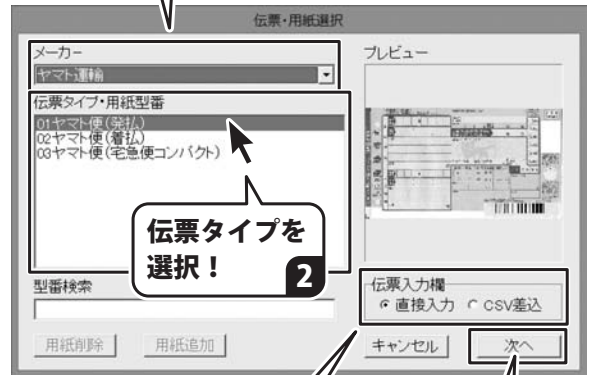 伝票・用紙選択
メーカー
ヤマト運輸
プレビュー
伝票タイプ・用紙型番
01ヤマト便(発払)
02ヤマト便(着払)
03ヤマト便(宅急便コンパクト)
伝票タイプを
選択！
2
型番検索
伝票入力欄
直接入力 CSV差込
用紙削除 用紙追加 キャンセル 次へ